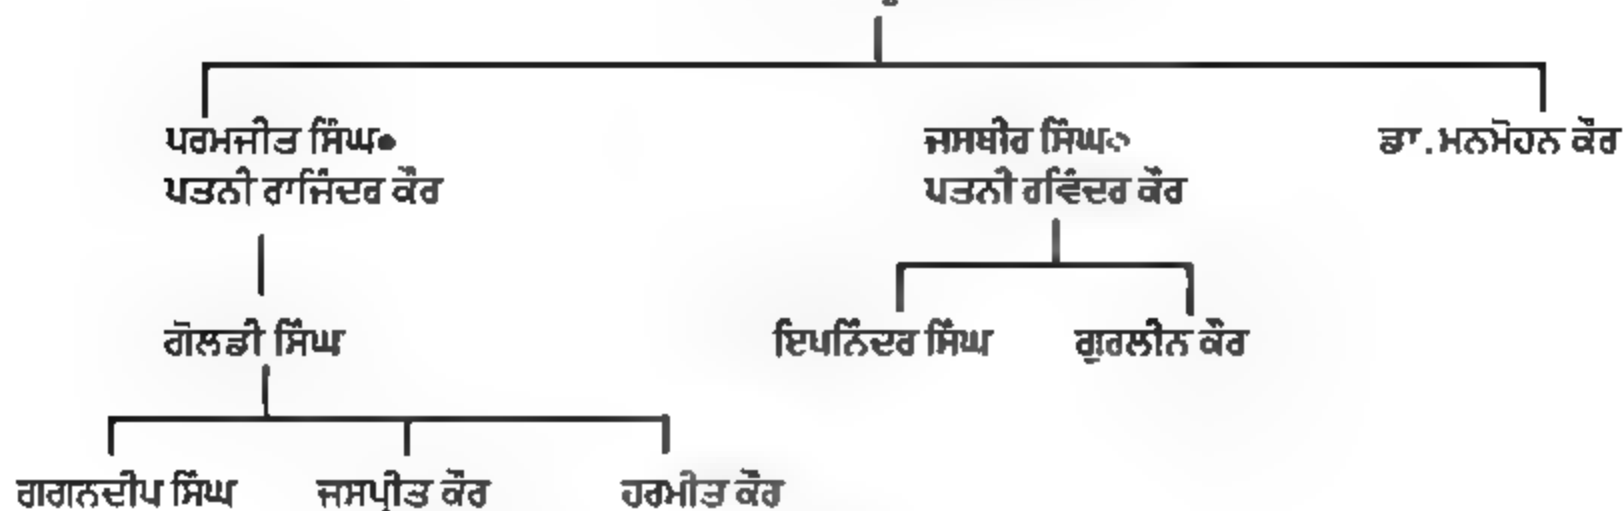 ਪਰਮਜੀਤ ਸਿੰਘ● ਜਸਬੀਰ ਸਿੰਘ○ ਡਾ.ਮਨਮੋਹਨ ਕੌਰ
ਪਤਨੀ ਰਾਜਿੰਦਰ ਕੌਰ ਪਤਨੀ ਰਵਿੰਦਰ ਕੌਰ
ਗੋਲਡੀ ਸਿੰਘ ਇਪਨਿੰਦਰ ਸਿੰਘ ਗੁਰਲੀਨ ਕੌਰ
ਗਗਨਦੀਪ ਸਿੰਘ ਜਸਪ੍ਰੀਤ ਕੌਰ ਹਰਮੀਤ ਕੌਰ